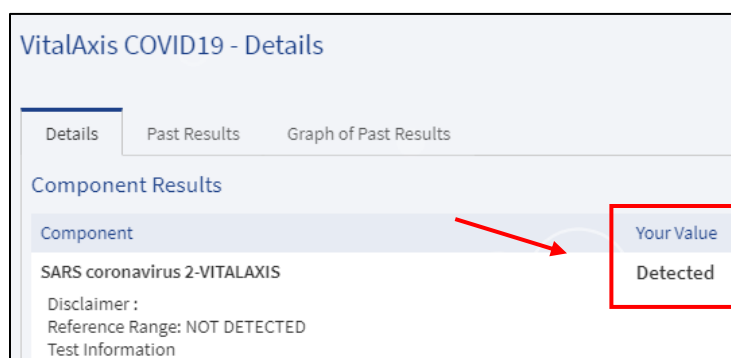 VitalAxis COVID19 - Details
Details Past Results Graph of Past Results
Component Results
Component Your Value
SARS coronavirus 2-VITALAXIS Detected
Disclaimer :
Reference Range: NOT DETECTED
Test Information